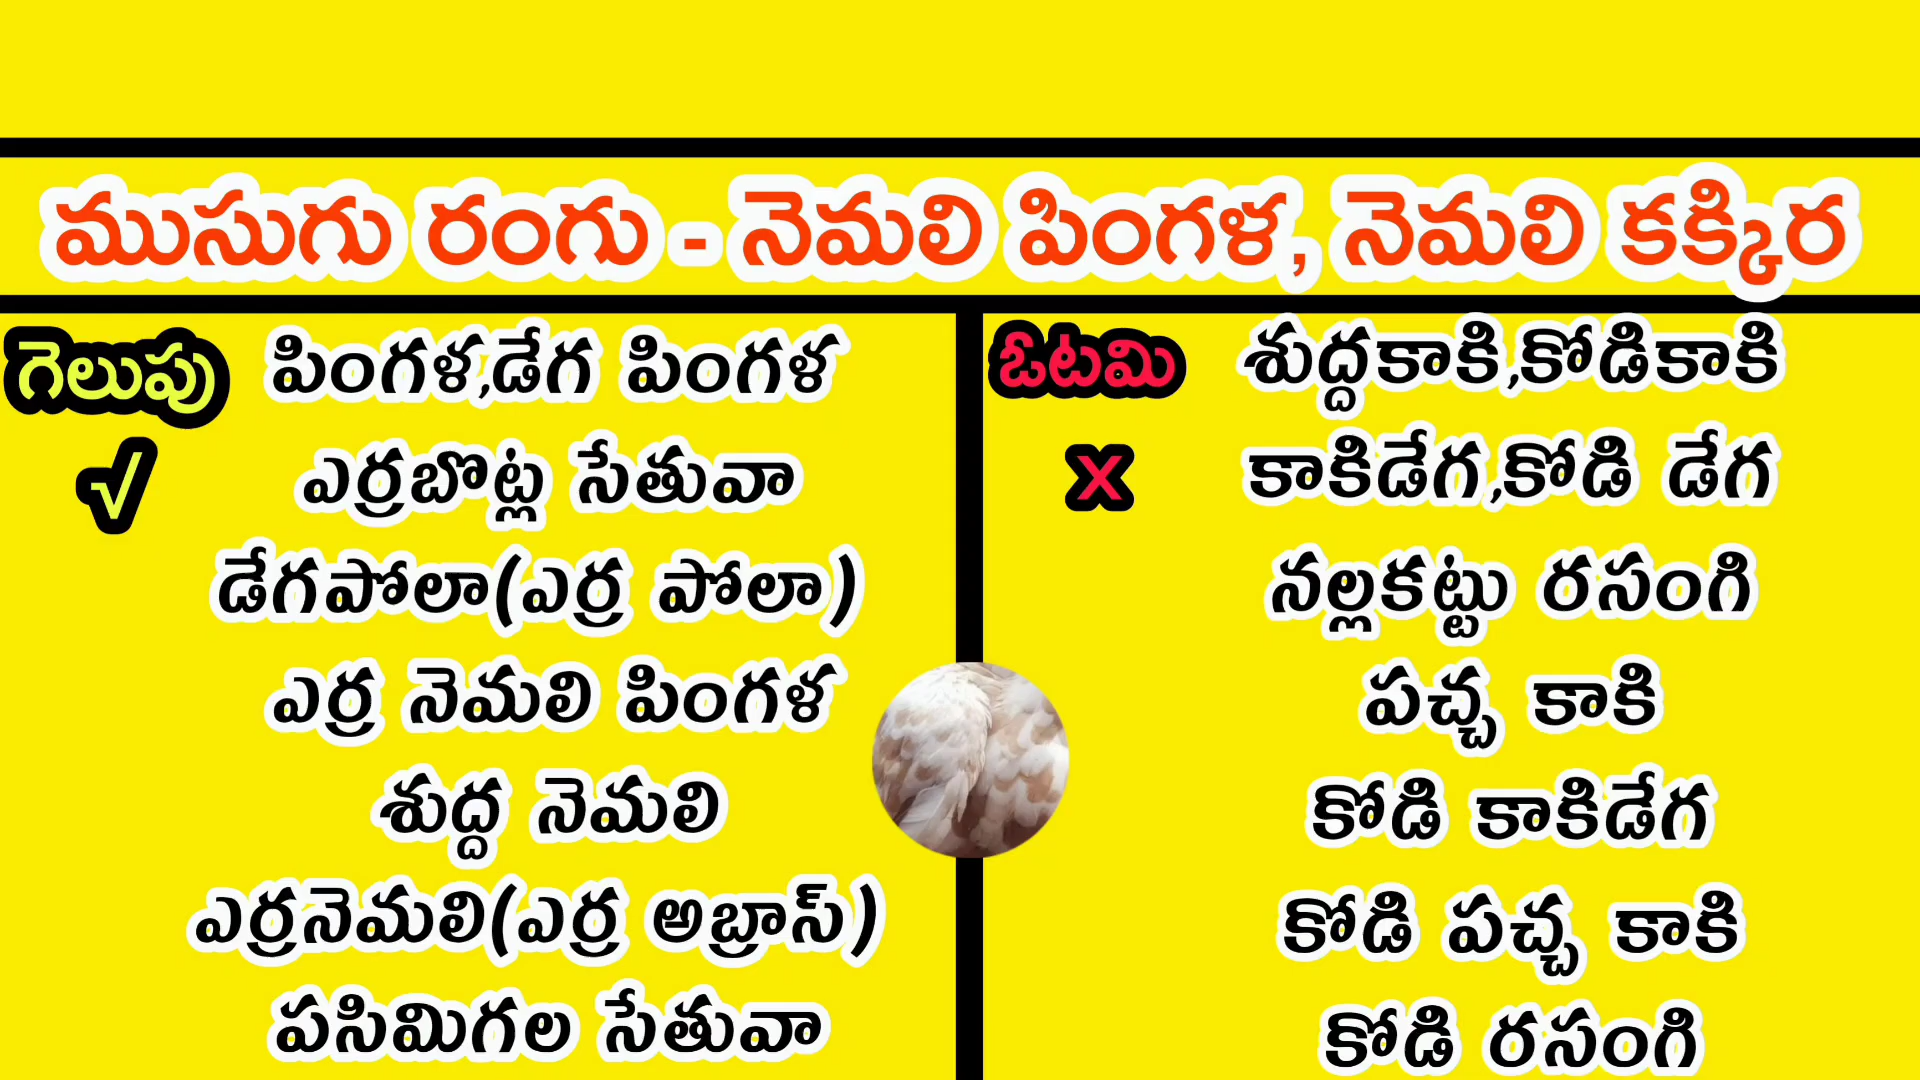 ముసుగు రంగు - నెమలి పింగళ, నెమలి కక్కిర
గెలుపు
√
పింగళ,డేగ పింగళ
ఎర్రబొట్ల సేతువా
డేగపోలా(ఎర్ర పోలా)
ఎర్ర నెమలి పింగళ
శుద్ద నెమలి
ఎర్రనెమలి(ఎర్ర అబ్రాస్)
పసిమిగల సేతువా
ఓటమి
x
శుద్దకాకి,కోడికాకి
కాకిడేగ,కోడి డేగ
నల్లకట్టు రసంగి
పచ్చ కాకి
కోడి కాకిడేగ
కోడి పచ్చ కాకి
కోడి రసంగి